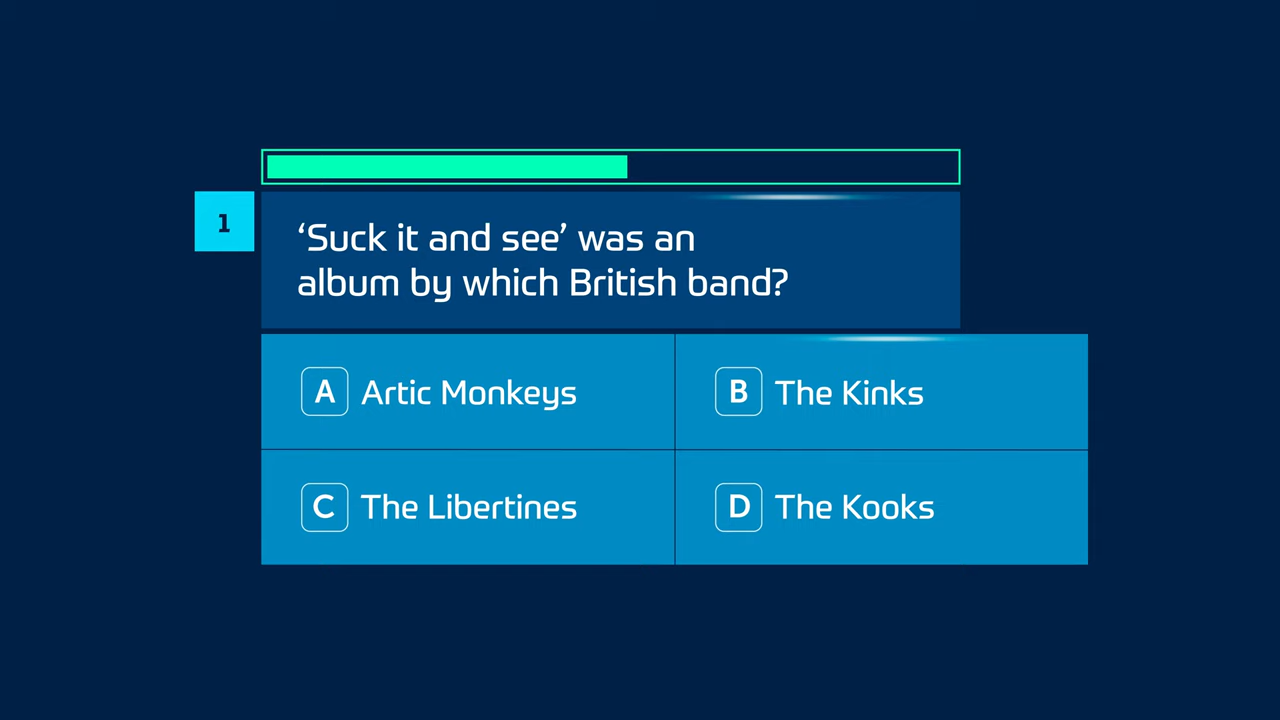 1
‘Suck it and see’ was an
album by which British band?
A Artic Monkeys
B The Kinks
C The Libertines
D The Kooks